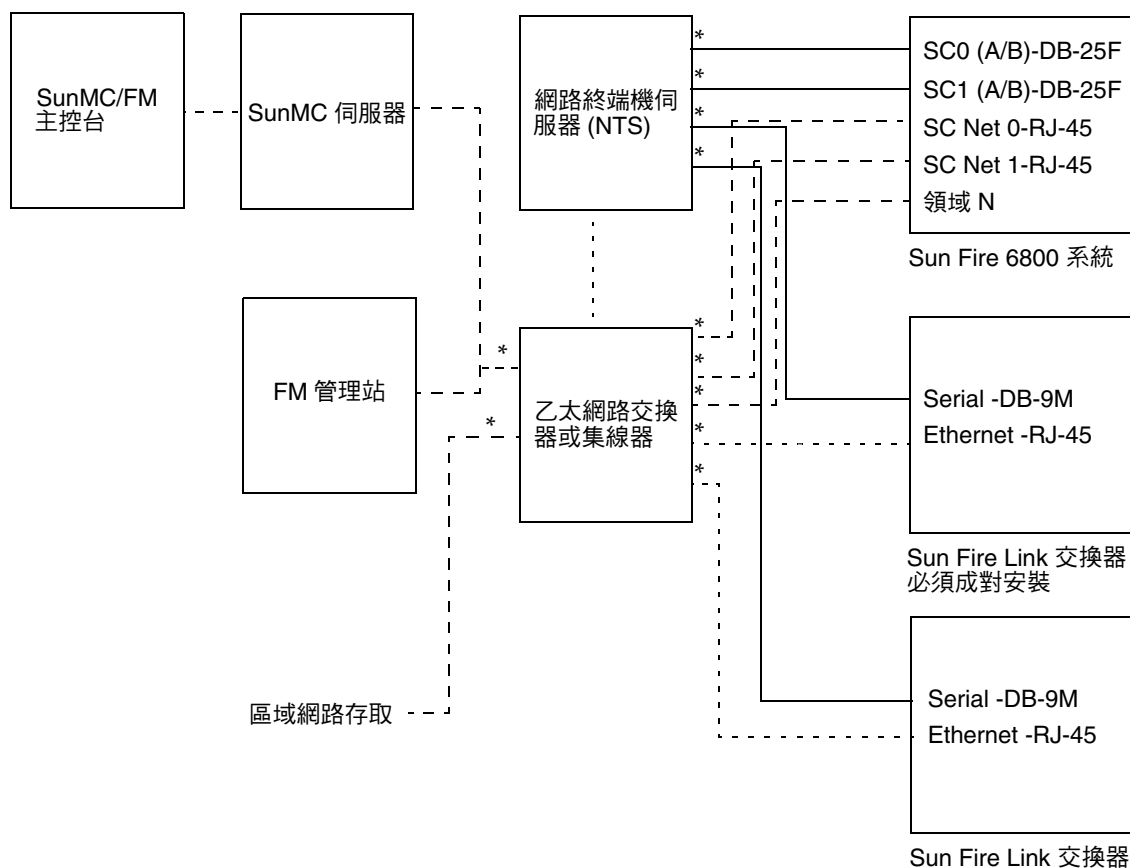 SunMC/FM
主控台
SunMC 伺服器
網路終端機伺
服器 (NTS)
*
*
*
*
SC0 (A/B)-DB-25F
SC1 (A/B)-DB-25F
SC Net 0-RJ-45
SC Net 1-RJ-45
領域 N
Sun Fire 6800 系統
FM 管理站
*
*
乙太網路交換
器或集線器
*
*
*
*
*
Serial -DB-9M
Ethernet -RJ-45
Sun Fire Link 交換器
必須成對安裝
區域網路存取
Serial -DB-9M
Ethernet -RJ-45
Sun Fire Link 交換器